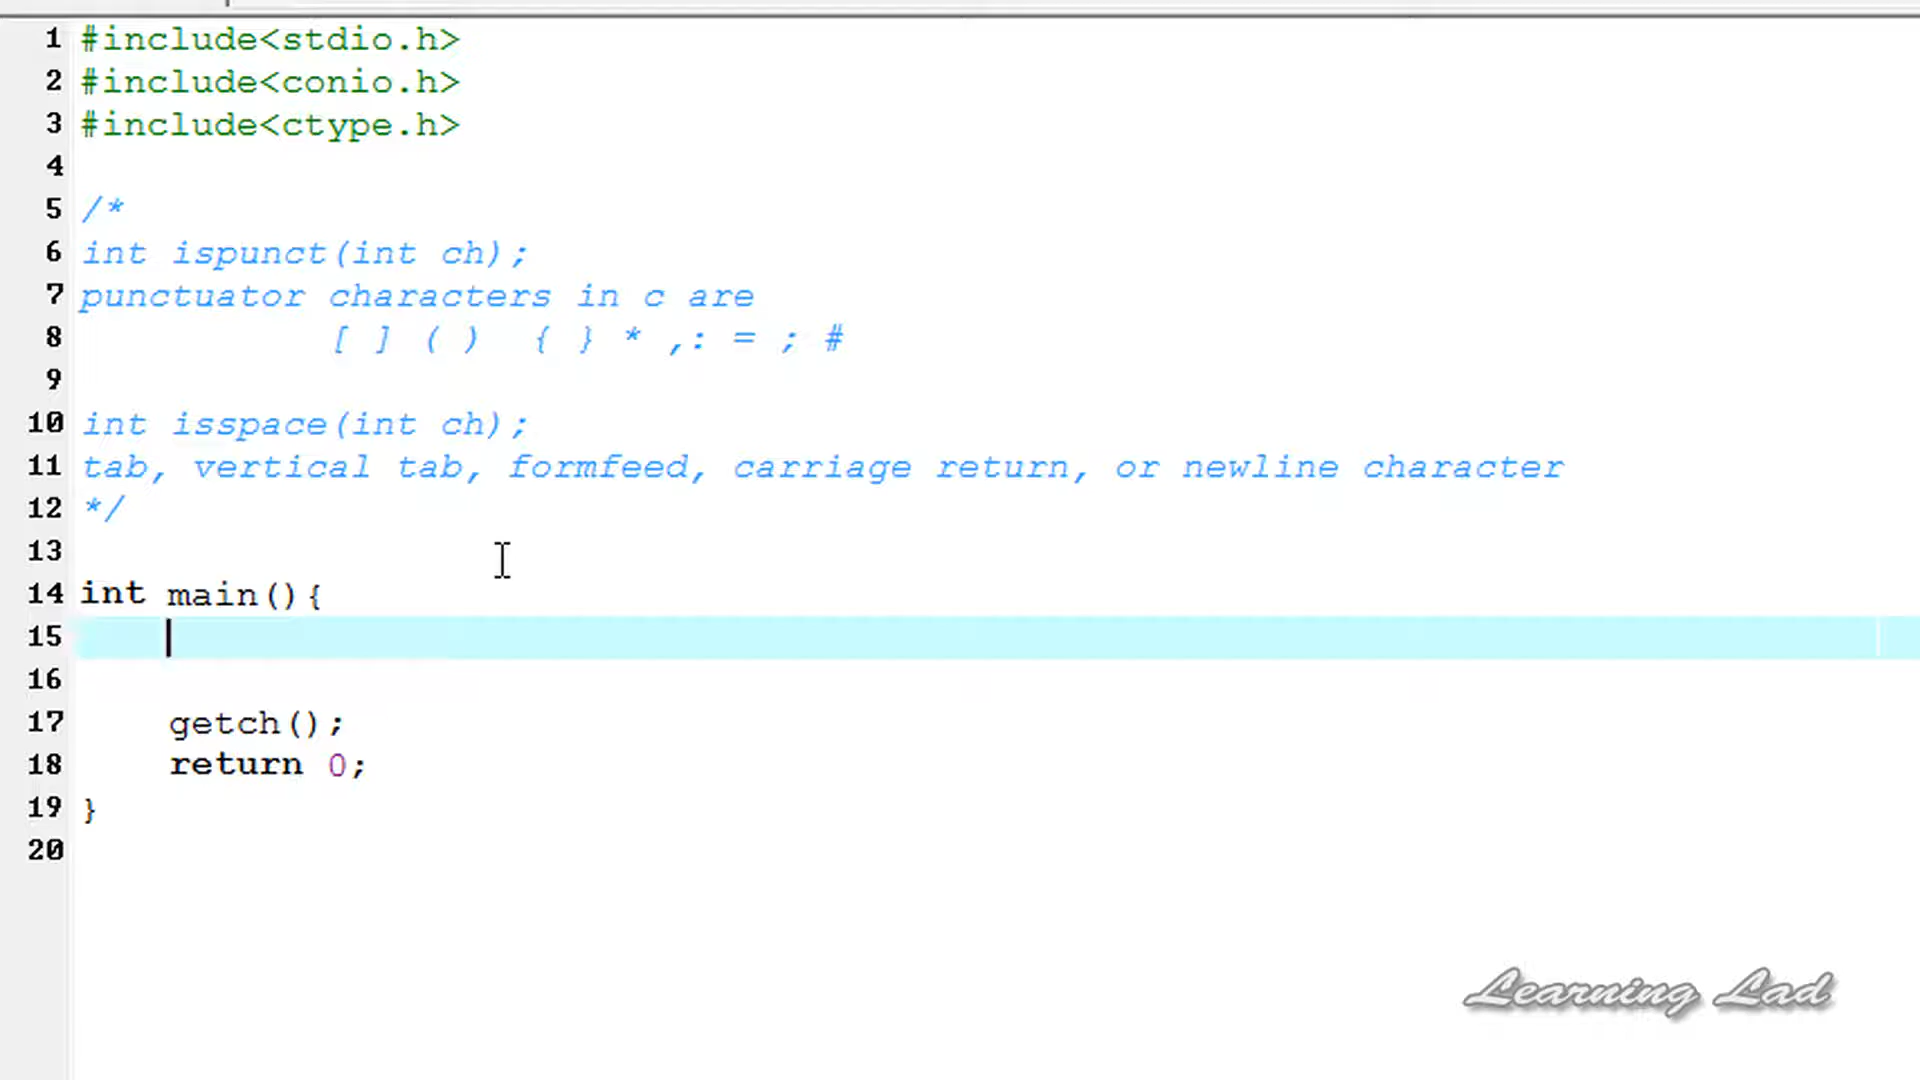 1 #include<stdio.h>
2 #include<conio.h>
3 #include<ctype.h>
4
5 /*
6 int ispunct(int ch);
7 punctuator characters in c are
8 [ ] ( ) { } * ,: = ; #
9
10 int isspace(int ch);
11 tab, vertical tab, formfeed, carriage return, or newline character
12 */
13
14 int main(){
15
16
17 getch();
18 return 0;
19 }
20
Learning Lad